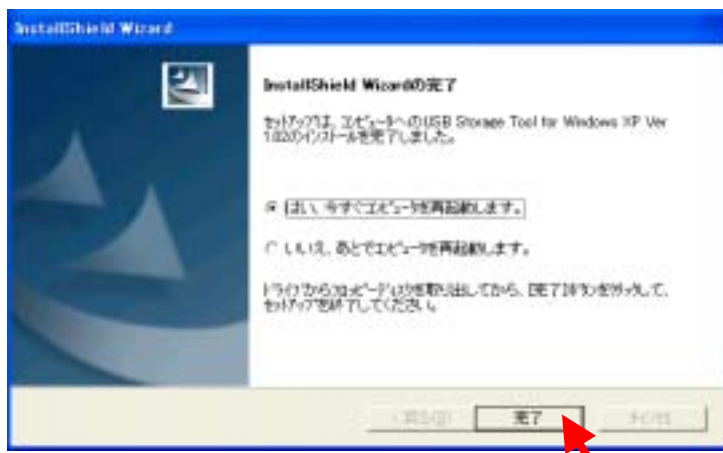 InstallShield Wizard
InstallShield Wizardの完了
セットアップは、コンピュータへのUSB Storage Tool for Windows XP Ver
1.02のインストールを完了しました。
はい、今すぐコンピュータを再起動します。
いいえ、あとでコンピュータを再起動します。
ドライブからフロッピーディスクを取り出してから、[完了]ボタンをクリックして、
セットアップを終了してください。
< 戻る(B)
完了
キャンセル